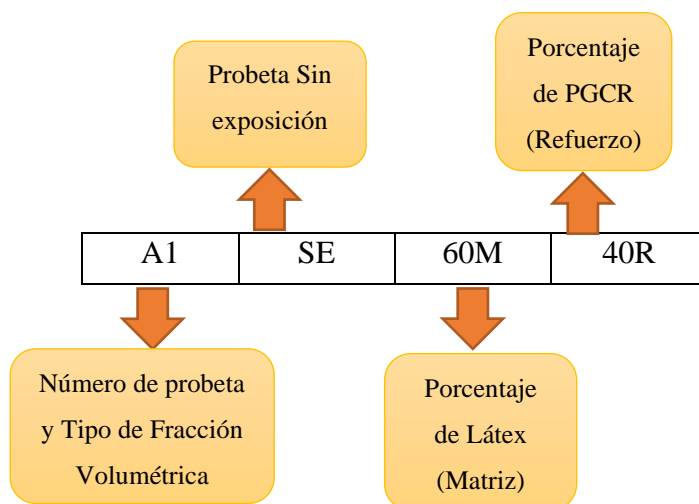 Probeta Sin
exposición
Porcentaje
de PGCR
(Refuerzo)
A1 SE 60M 40R
Número de probeta
y Tipo de Fracción
Volumétrica
Porcentaje
de Látex
(Matriz)